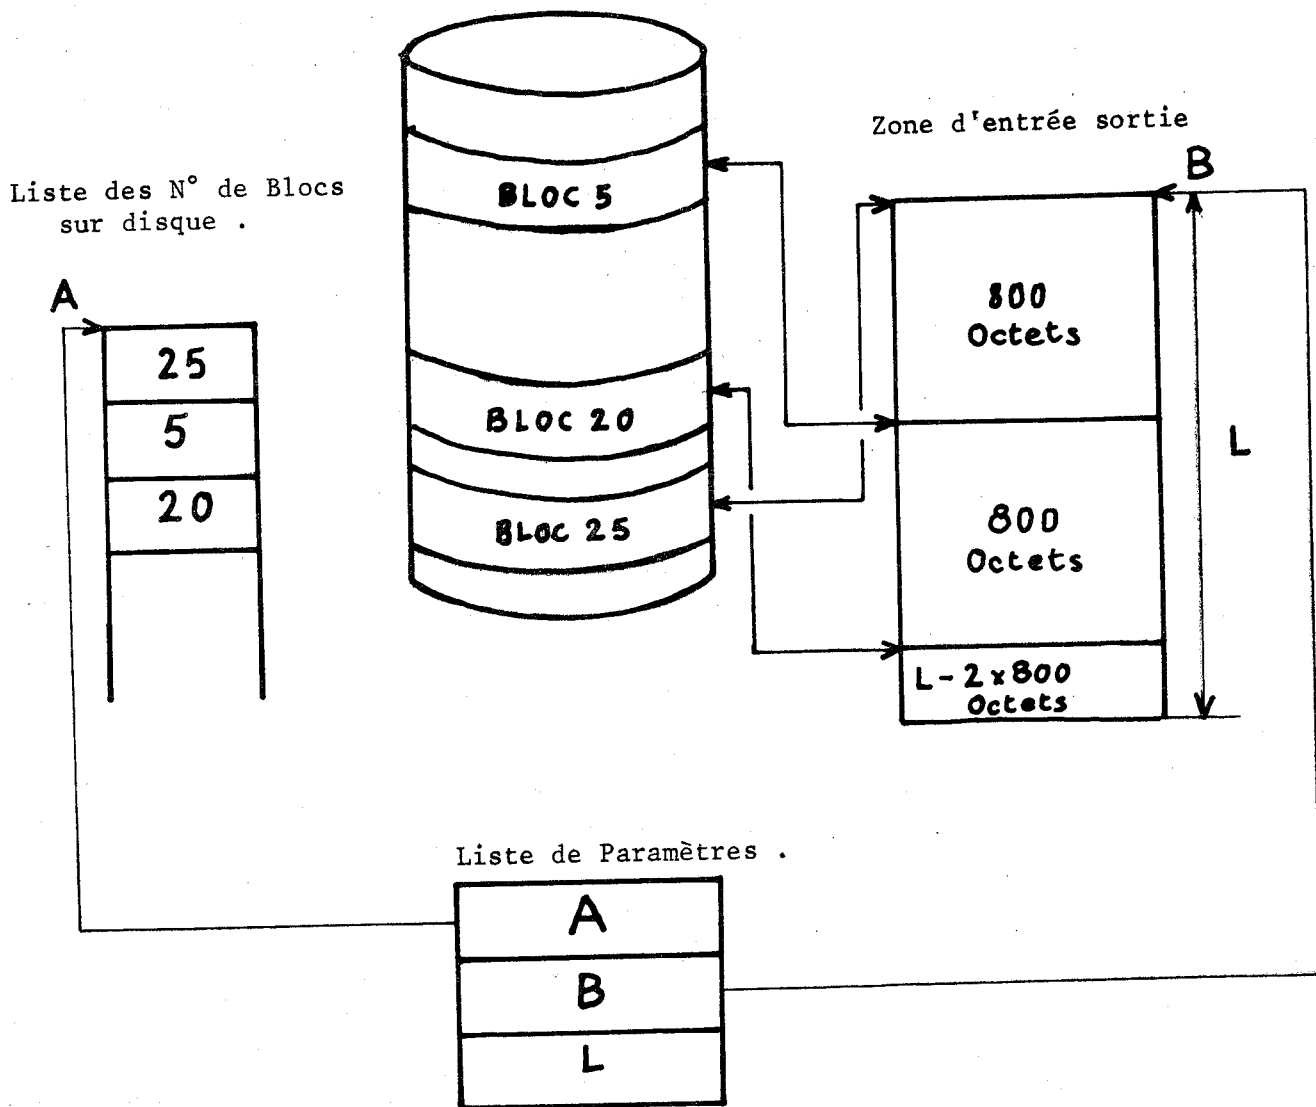 Zone d'entrée sortie
Liste des N° de Blocs
sur disque .
B
BLOC 5
A
800
Octets
25
5
BLOC 20
L
20
BLOC 25
800
Octets
L - 2 x 800
Octets
Liste de Paramètres .
A
B
L